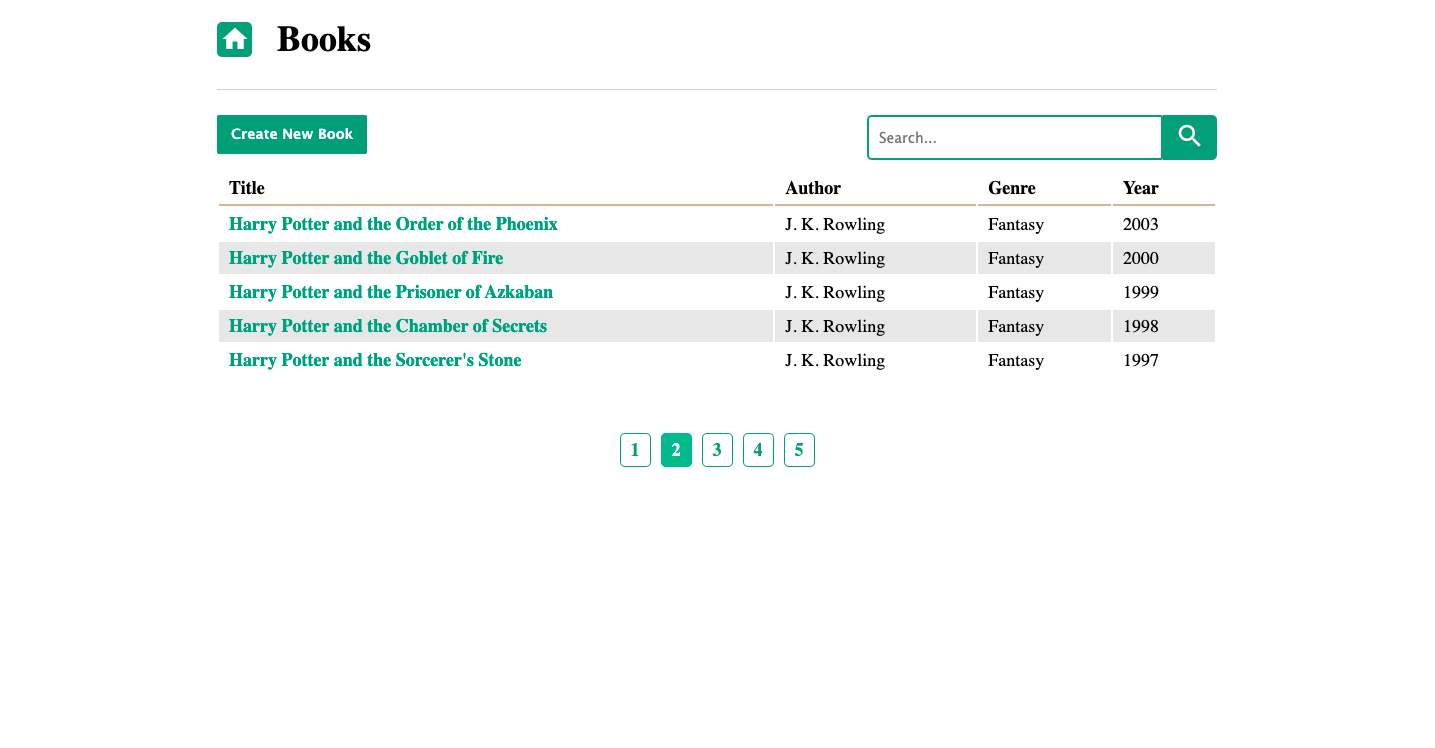 Books
Create New Book
Search...
Title Author Genre Year
Harry Potter and the Order of the Phoenix J. K. Rowling Fantasy 2003
Harry Potter and the Goblet of Fire J. K. Rowling Fantasy 2000
Harry Potter and the Prisoner of Azkaban J. K. Rowling Fantasy 1999
Harry Potter and the Chamber of Secrets J. K. Rowling Fantasy 1998
Harry Potter and the Sorcerer's Stone J. K. Rowling Fantasy 1997
1 2 3 4 5